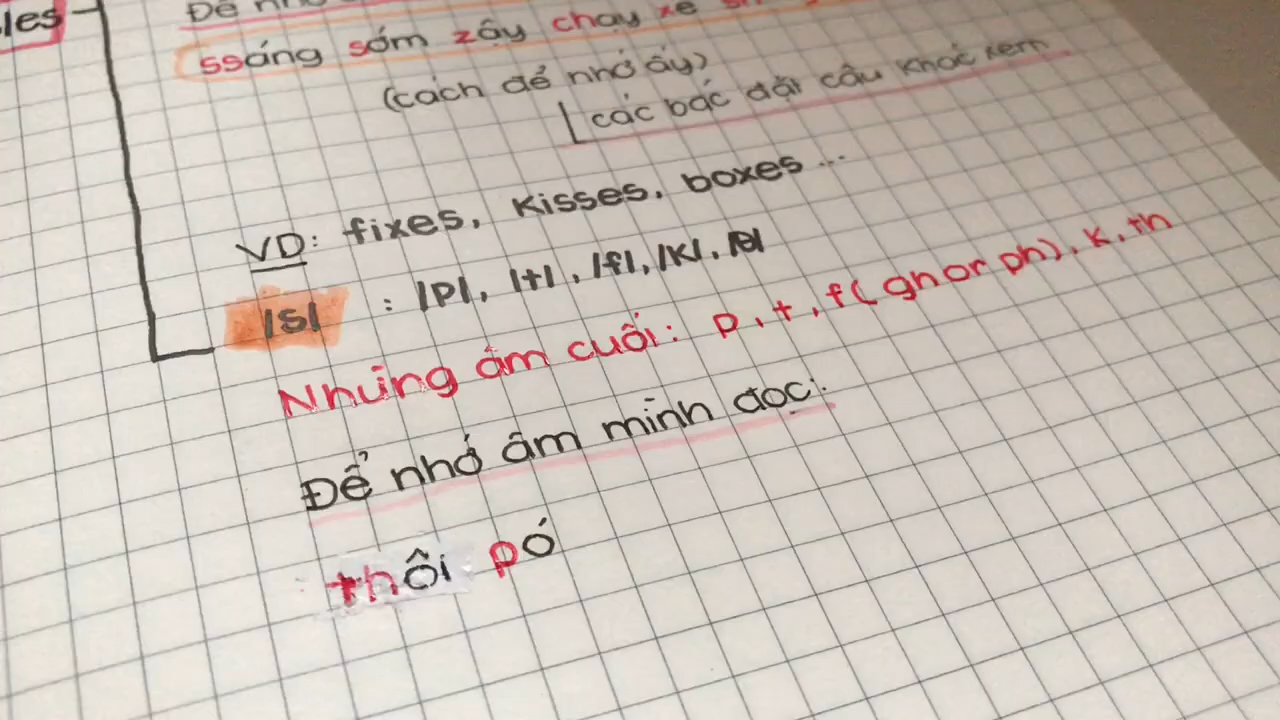 les
Để
ssáng sớm zậy chạy xe
(cách để nhớ ấy)
các bác đặt câu khác xem
VD: fixes, kisses, boxes ...
/s/ : /p/, /t/, /f/, /k/, /θ/
Những âm cuối: p, t, f( gh or ph), k, th
Để nhớ âm mình đọc:
thôi pó